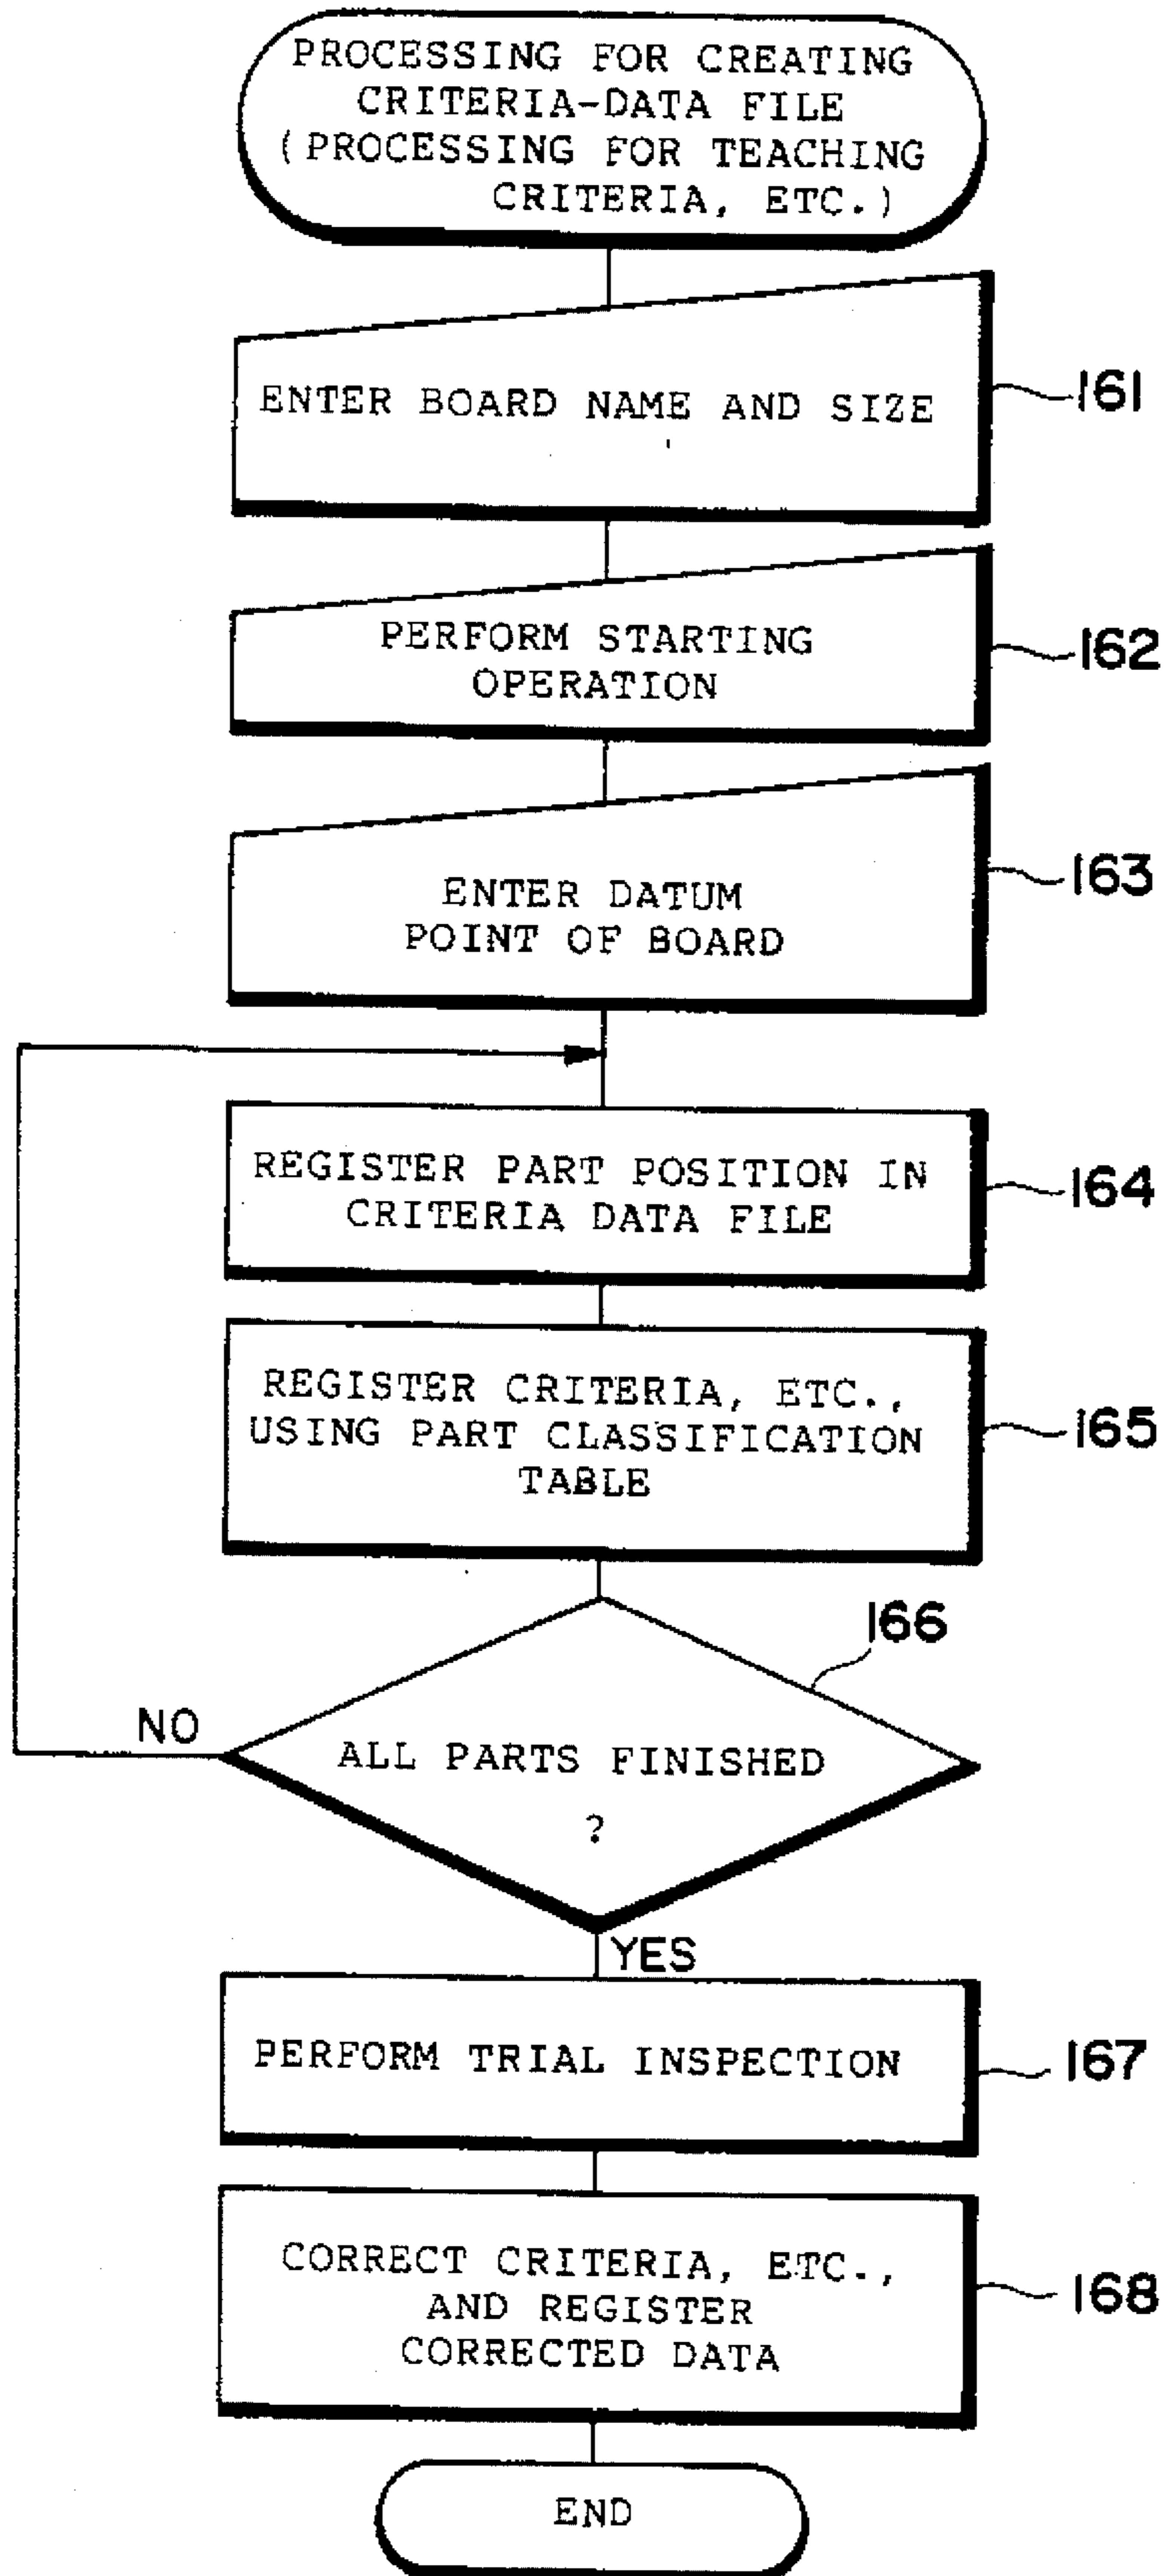 PROCESSING FOR CREATING
CRITERIA-DATA FILE
(PROCESSING FOR TEACHING
CRITERIA, ETC.)
ENTER BOARD NAME AND SIZE
161
PERFORM STARTING
OPERATION
162
ENTER DATUM
POINT OF BOARD
163
REGISTER PART POSITION IN
CRITERIA DATA FILE
164
REGISTER CRITERIA, ETC.,
USING PART CLASSIFICATION
TABLE
165
166
NO
ALL PARTS FINISHED
?
YES
PERFORM TRIAL INSPECTION
167
CORRECT CRITERIA, ETC.,
AND REGISTER
CORRECTED DATA
168
END